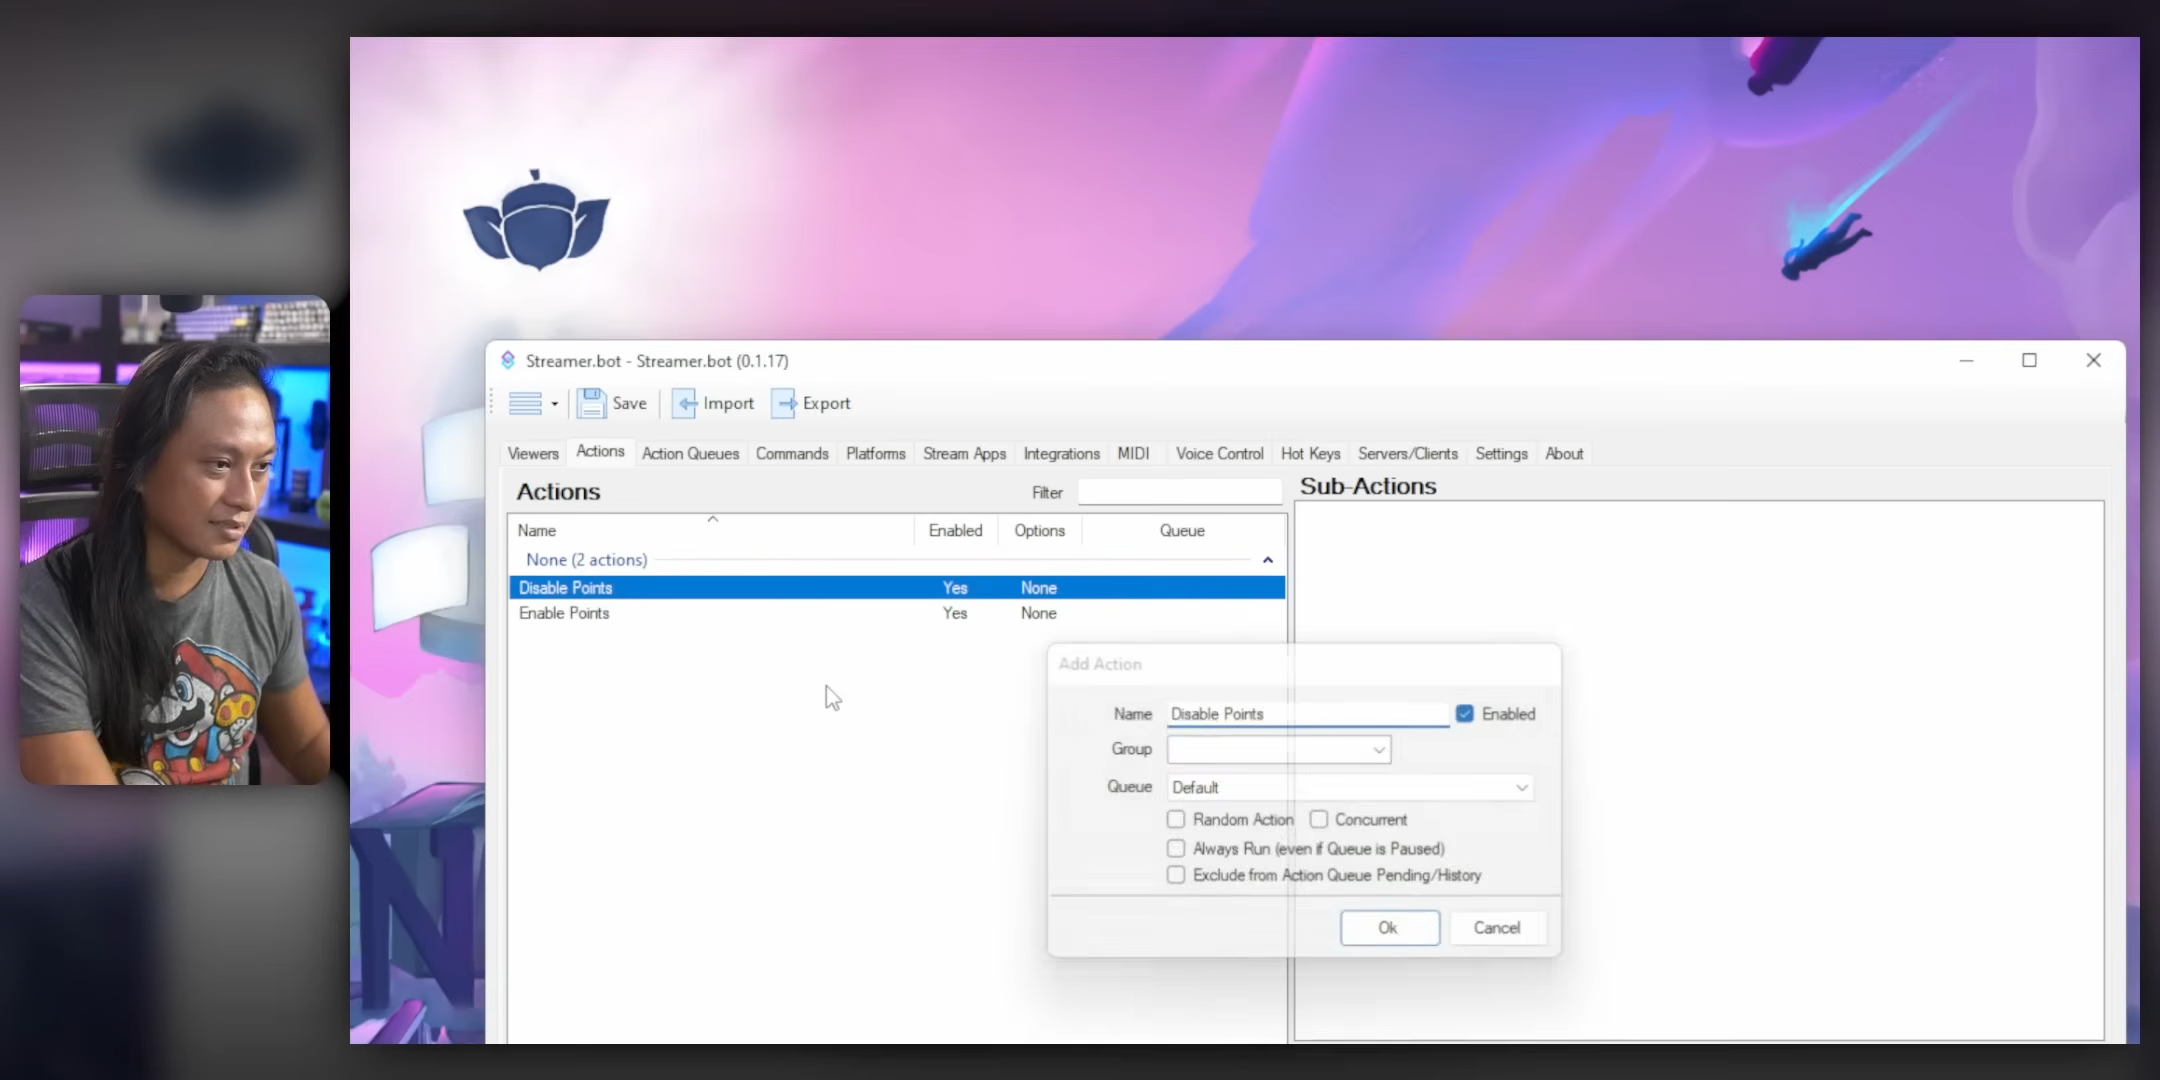 Streamer.bot - Streamer.bot (0.1.17)
Save Import Export
Viewers Actions Action Queues Commands Platforms Stream Apps Integrations MIDI Voice Control Hot Keys Servers/Clients Settings About
Actions
Filter
Sub-Actions
Name Enabled Options Queue
None (2 actions)
Disable Points Yes None
Enable Points Yes None
Add Action
Name Disable Points Enabled
Group
Queue Default
Random Action Concurrent
Always Run (even if Queue is Paused)
Exclude from Action Queue Pending/History
Ok Cancel
N